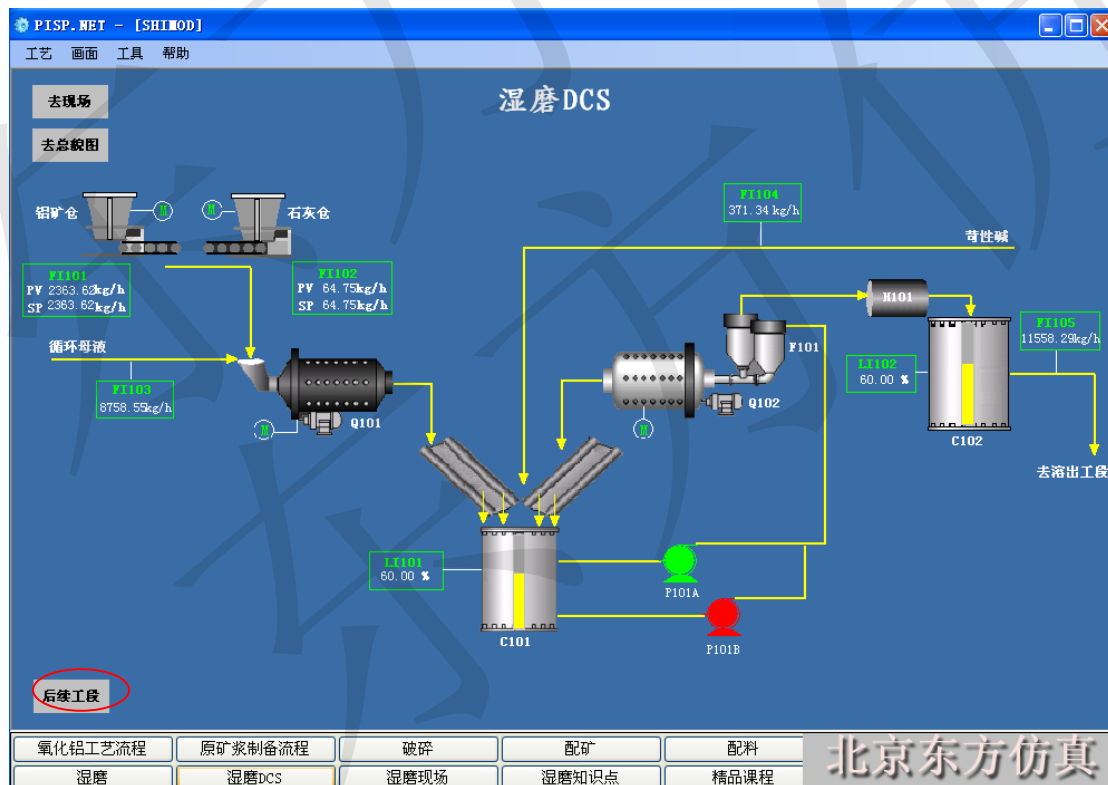 PISP.NET - [SHIMOD]
工艺 画面 工具 帮助
去现场
湿磨DCS
去总貌图
铝矿仓
M
M
石灰仓
FI104
371.34 kg/h
苛性碱
FI101
PV 2363.62kg/h
SP 2363.62kg/h
FI102
PV 64.75kg/h
SP 64.75kg/h
H101
循环母液
FI103
8758.55kg/h
F101
FI105
11558.29kg/h
LI102
60.00 %
M
Q101
M
Q102
C102
去溶出工段
LI101
60.00 %
P101A
C101
P101B
后续工段
氧化铝工艺流程 原矿浆制备流程 破碎 配矿 配料
湿磨 湿磨DCS 湿磨现场 湿磨知识点 精品课程
北京东方仿真